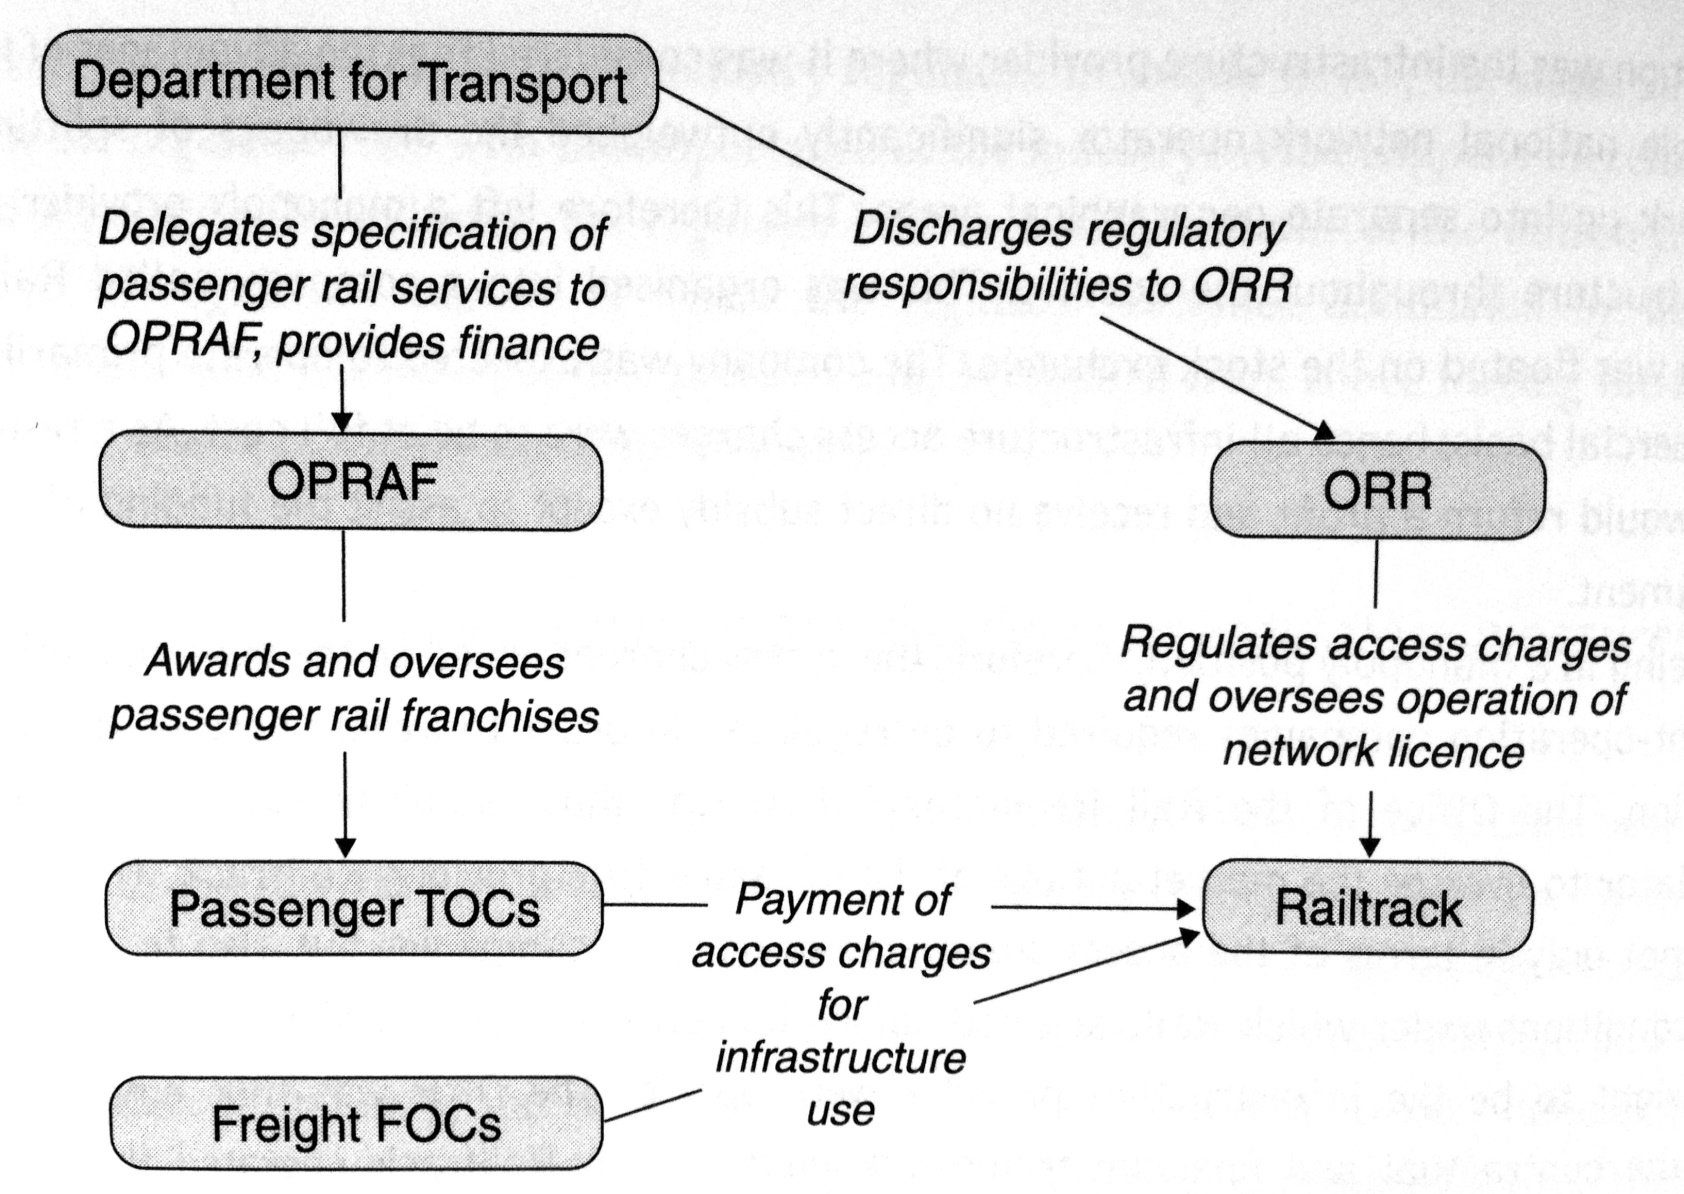 Department for Transport
Delegates specification of
passenger rail services to
OPRAF, provides finance
Discharges regulatory
responsibilities to ORR
OPRAF
ORR
Awards and oversees
passenger rail franchises
Regulates access charges
and oversees operation of
network licence
Passenger TOCs
Payment of
access charges
for
infrastructure
use
Railtrack
Freight FOCs